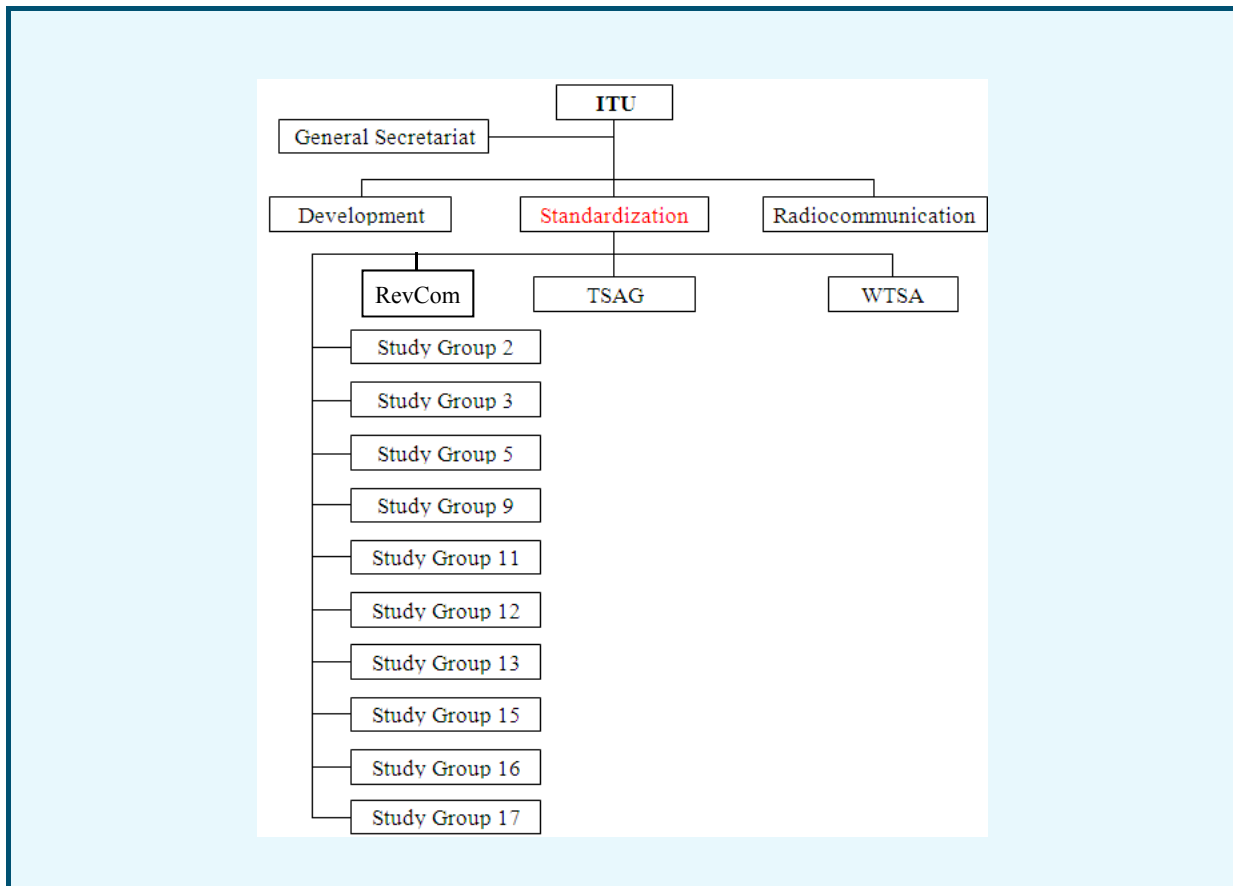 ITU
General Secretariat
Development
Standardization
Radiocommunication
RevCom
TSAG
WTSA
Study Group 2
Study Group 3
Study Group 5
Study Group 9
Study Group 11
Study Group 12
Study Group 13
Study Group 15
Study Group 16
Study Group 17